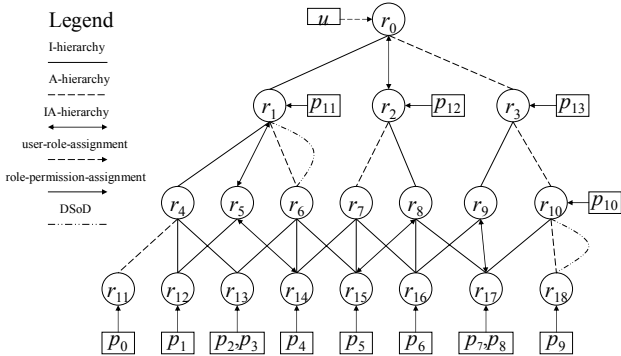 Legend
I-hierarchy
A-hierarchy
IA-hierarchy
user-role-assignment
role-permission-assignment
DSoD
u r0
r1 p11 r2 p12 r3 p13
r4 r5 r6 r7 r8 r9 r10 p10
r11 r12 r13 r14 r15 r16 r17 r18
p0 p1 p2,p3 p4 p5 p6 p7,p8 p9